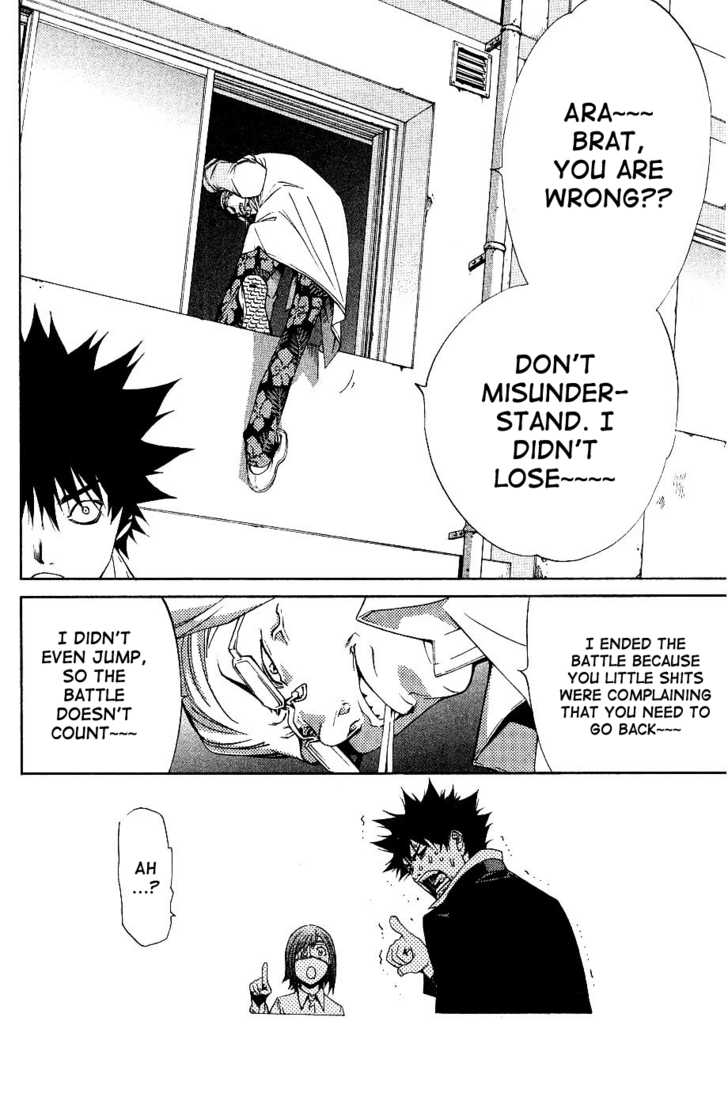 ARA~~~
BRAT,
YOU ARE
WRONG??
DON'T
MISUNDER-
STAND. I
DIDN'T
LOSE~~~~
I ENDED THE
BATTLE BECAUSE
YOU LITTLE SHITS
WERE COMPLAINING
THAT YOU NEED TO
GO BACK~~~
I DIDN'T
EVEN JUMP,
SO THE
BATTLE
DOESN'T
COUNT~~~
AH
...?